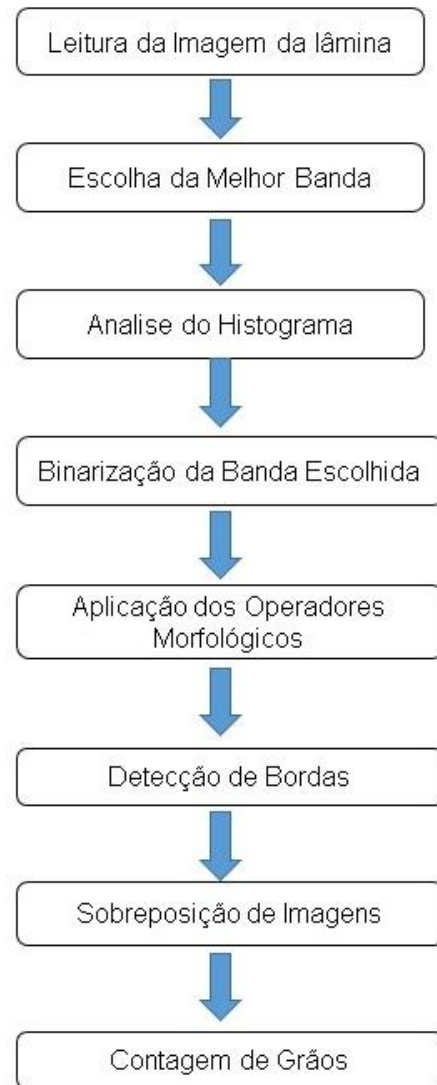 Leitura da Imagem da lâmina
Escolha da Melhor Banda
Analise do Histograma
Binarização da Banda Escolhida
Aplicação dos Operadores
Morfológicos
Detecção de Bordas
Sobreposição de Imagens
Contagem de Grãos